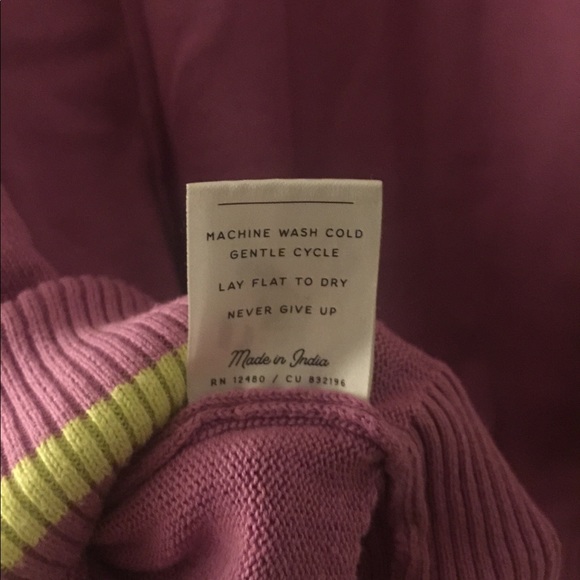 MACHINE WASH COLD
GENTLE CYCLE
LAY FLAT TO DRY
NEVER GIVE UP
Made in India
RN 12480 / CU 832196